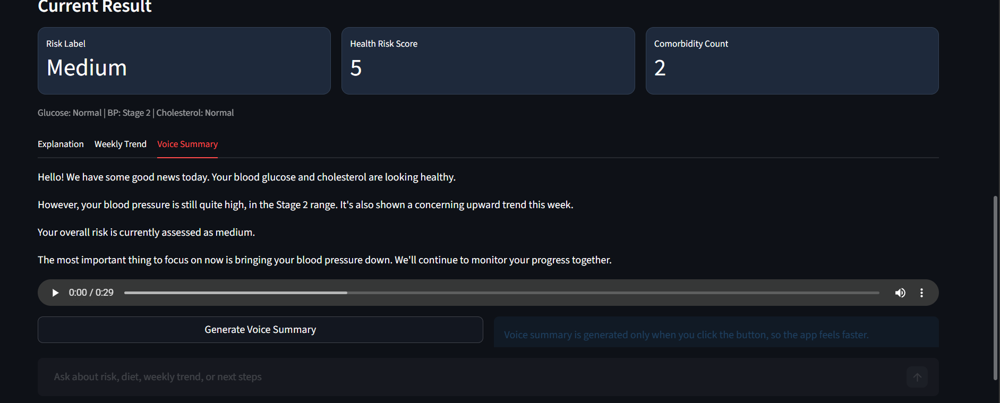 Current Result
Risk Label
Medium
Health Risk Score
5
Comorbidity Count
2
Glucose: Normal | BP: Stage 2 | Cholesterol: Normal
Explanation
Weekly Trend
Voice Summary
Hello! We have some good news today. Your blood glucose and cholesterol are looking healthy.
However, your blood pressure is still quite high, in the Stage 2 range. It's also shown a concerning upward trend this week.
Your overall risk is currently assessed as medium.
The most important thing to focus on now is bringing your blood pressure down. We'll continue to monitor your progress together.
0:00 / 0:29
Generate Voice Summary
Voice summary is generated only when you click the button, so the app feels faster.
Ask about risk, diet, weekly trend, or next steps